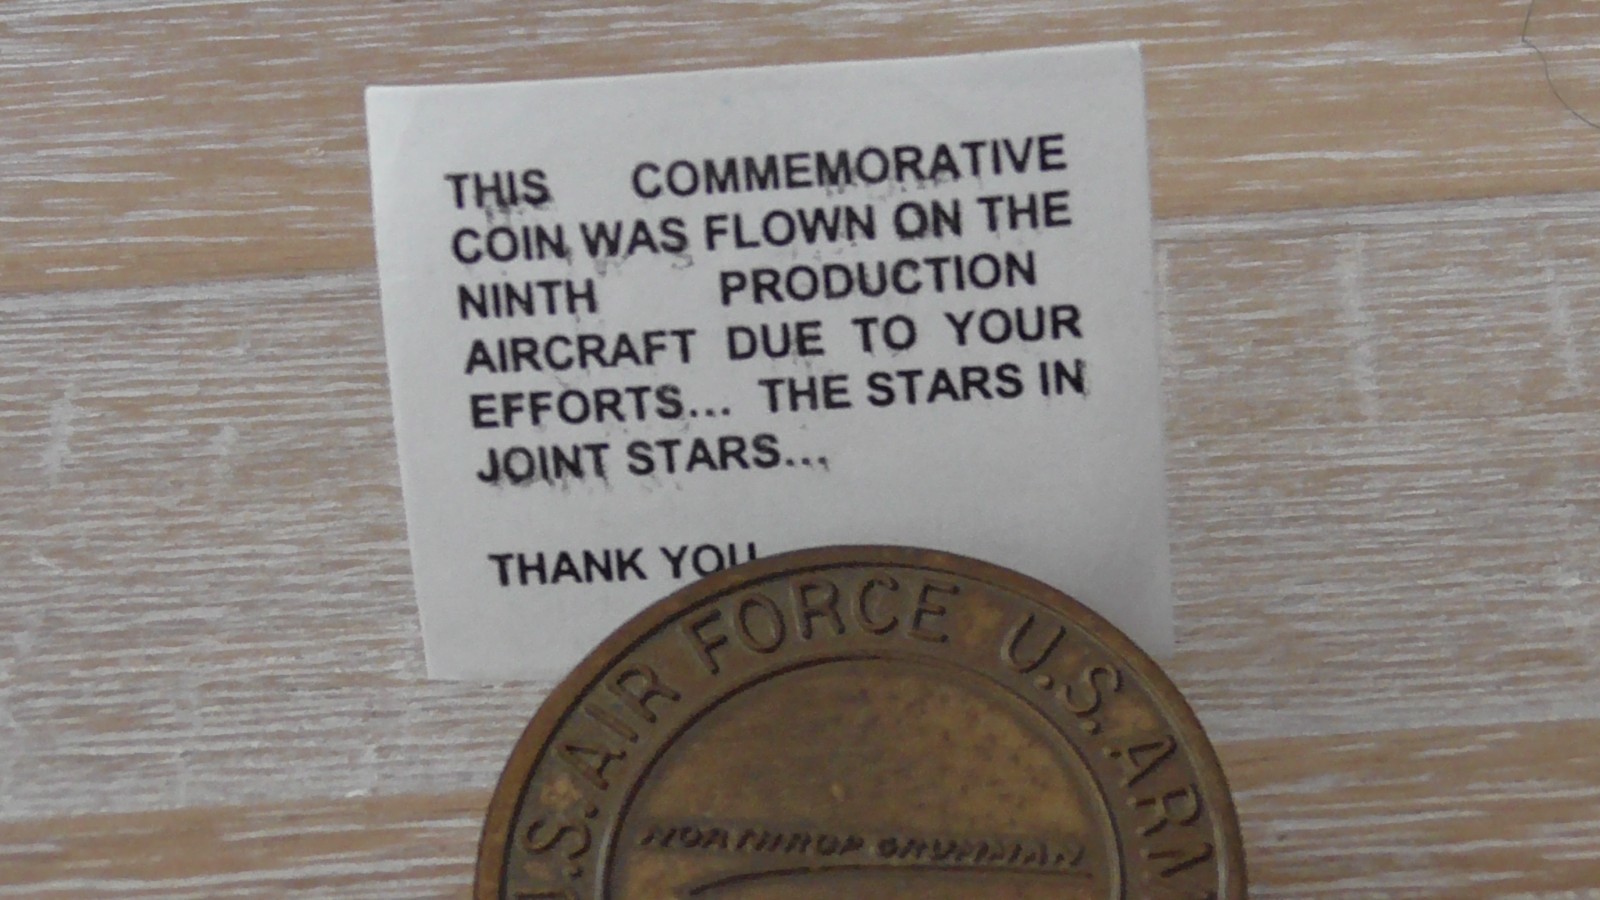 THIS COMMEMORATIVE
COIN WAS FLOWN ON THE
NINTH PRODUCTION
AIRCRAFT DUE TO YOUR
EFFORTS... THE STARS IN
JOINT STARS...
THANK YOU
U.S. AIR FORCE U.S. ARMY
NORTHROP GRUMMAN